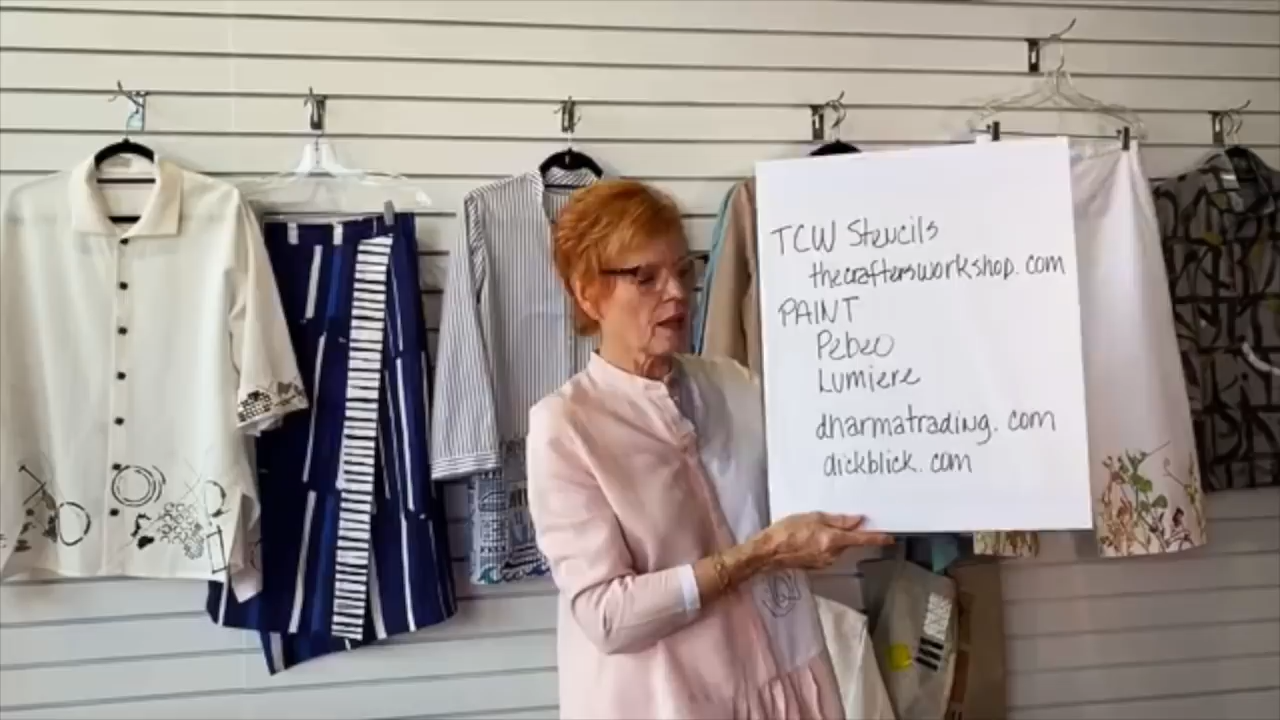 TCW Stencils
thecraftersworkshop.com
PAINT
Pebeo
Lumiere
dharmatrading.com
dickblick.com